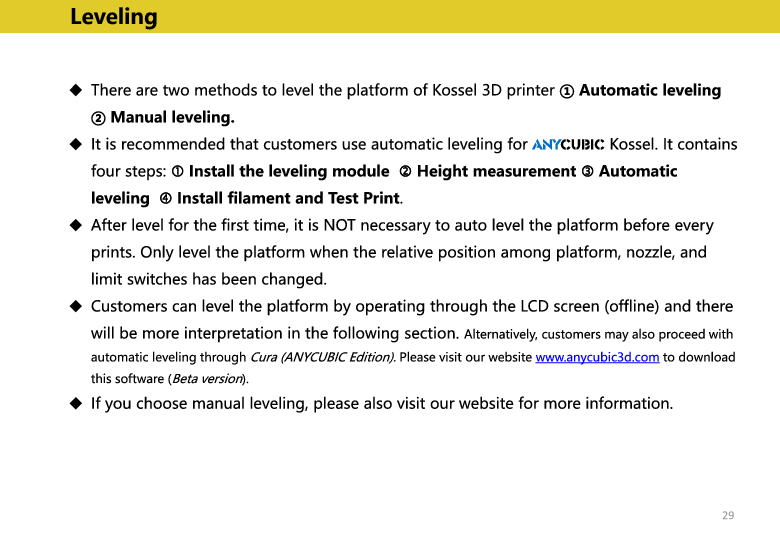 Leveling
◆ There are two methods to level the platform of Kossel 3D printer ① Automatic leveling
② Manual leveling.
◆ It is recommended that customers use automatic leveling for ANYCUBIC Kossel. It contains
four steps: ① Install the leveling module ② Height measurement ③ Automatic
leveling ④ Install filament and Test Print.
◆ After level for the first time, it is NOT necessary to auto level the platform before every
prints. Only level the platform when the relative position among platform, nozzle, and
limit switches has been changed.
◆ Customers can level the platform by operating through the LCD screen (offline) and there
will be more interpretation in the following section. Alternatively, customers may also proceed with
automatic leveling through Cura (ANYCUBIC Edition). Please visit our website www.anycubic3d.com to download
this software (Beta version).
◆ If you choose manual leveling, please also visit our website for more information.
29